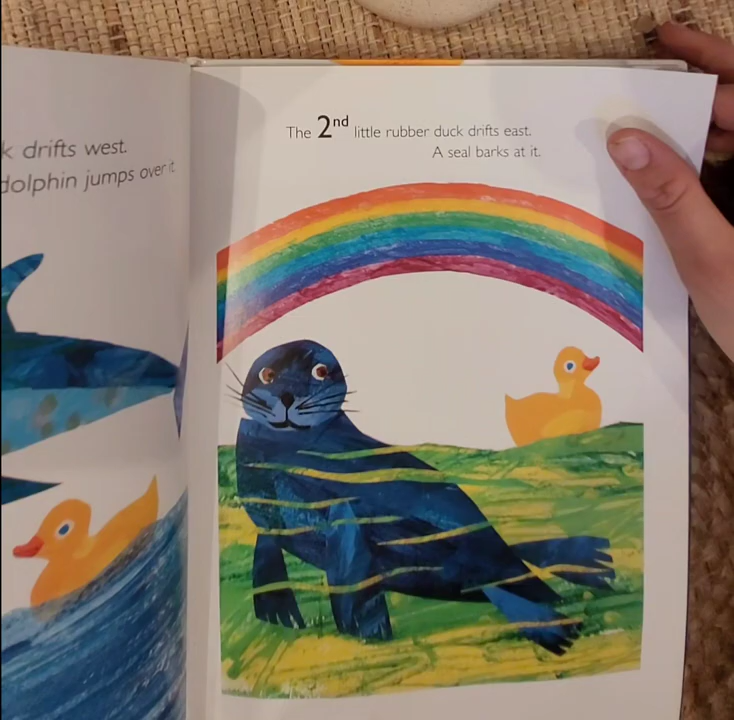 drifts west.
dolphin jumps over it.
The 2nd little rubber duck drifts east.
A seal barks at it.